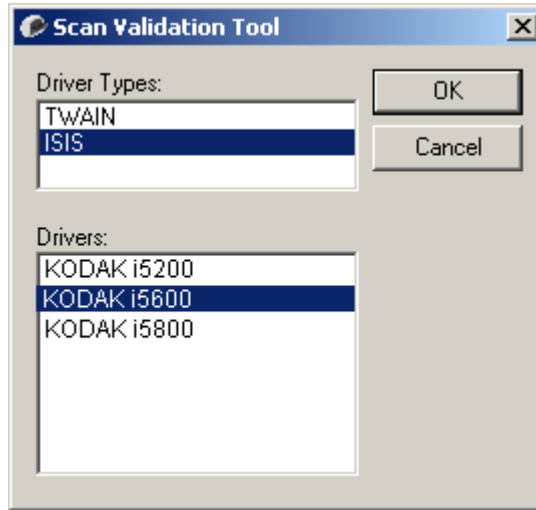 Scan Validation Tool
Driver Types:
TWAIN
ISIS
OK
Cancel
Drivers:
KODAK i5200
KODAK i5600
KODAK i5800